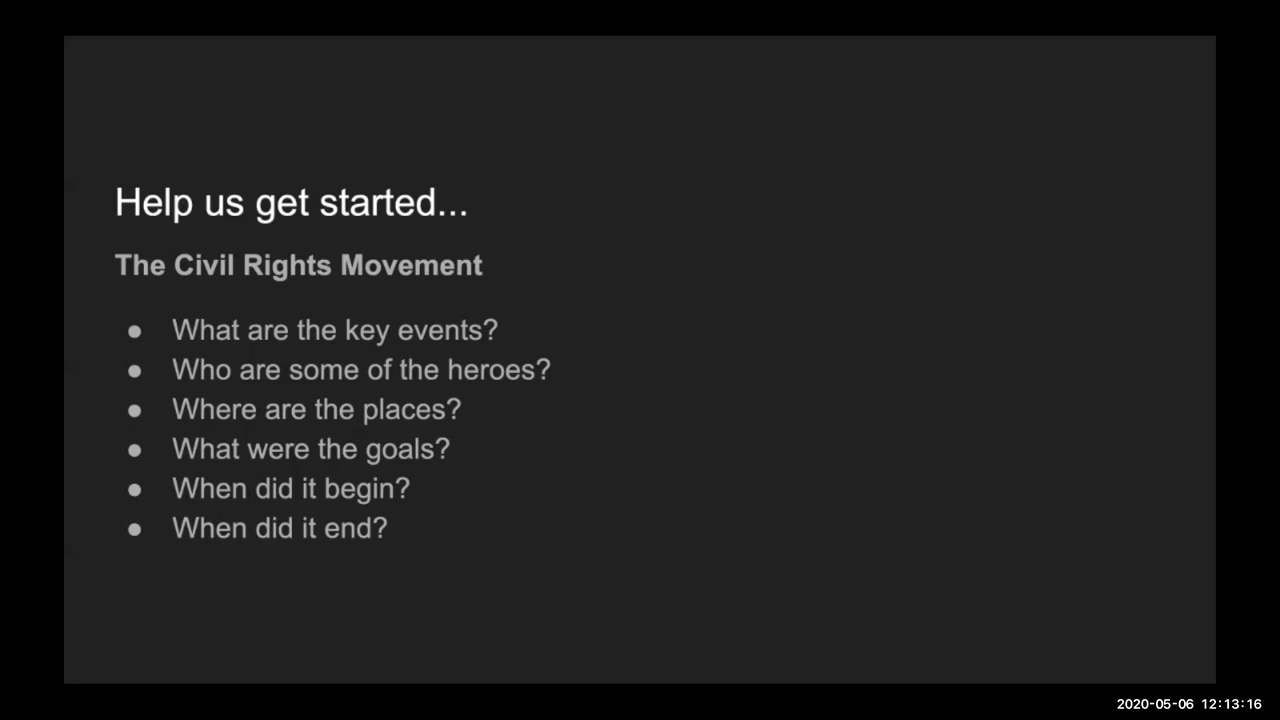 Help us get started...
The Civil Rights Movement
● What are the key events?
● Who are some of the heroes?
● Where are the places?
● What were the goals?
● When did it begin?
● When did it end?
2020-05-06 12:13:16